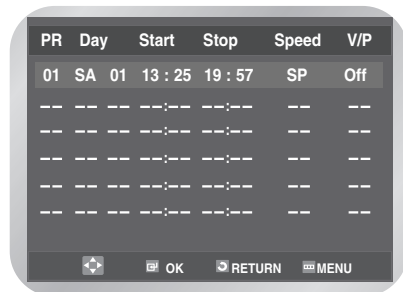 PR Day Start Stop Speed V/P
01 SA 01 13 : 25 19 : 57 SP Off
–– –– –– ––:–– ––:–– –– ––
–– –– –– ––:–– ––:–– –– ––
–– –– –– ––:–– ––:–– –– ––
–– –– –– ––:–– ––:–– –– ––
–– –– –– ––:–– ––:–– –– ––
OK RETURN MENU